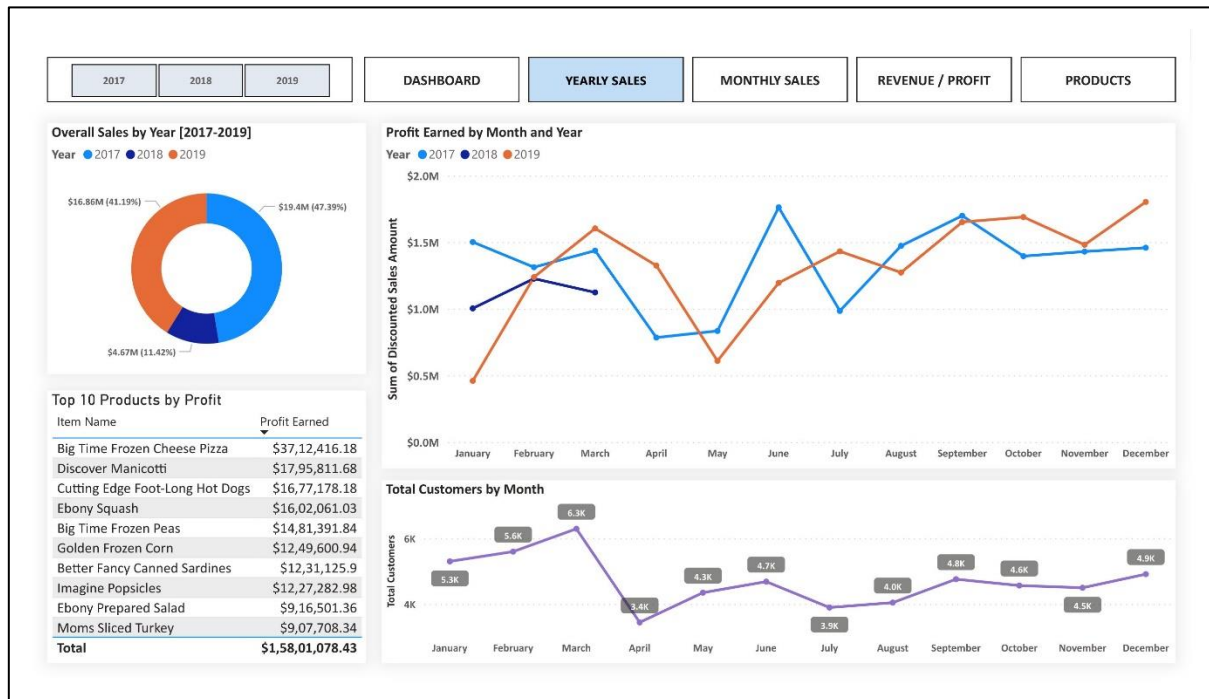 2017 2018 2019 DASHBOARD YEARLY SALES MONTHLY SALES REVENUE / PROFIT PRODUCTS
Overall Sales by Year [2017-2019]
Year 2017 2018 2019
$16.86M (41.19%)
$19.4M (47.39%)
$4.67M (11.42%)
Profit Earned by Month and Year
Year 2017 2018 2019
Sum of Discounted Sales Amount
$2.0M
$1.5M
$1.0M
$0.5M
$0.0M
January February March April May June July August September October November December
Top 10 Products by Profit
Item Name Profit Earned
Big Time Frozen Cheese Pizza $37,12,416.18
Discover Manicotti $17,95,811.68
Cutting Edge Foot-Long Hot Dogs $16,77,178.18
Ebony Squash $16,02,061.03
Big Time Frozen Peas $14,81,391.84
Golden Frozen Corn $12,49,600.94
Better Fancy Canned Sardines $12,31,125.9
Imagine Popsicles $12,27,282.98
Ebony Prepared Salad $9,16,501.36
Moms Sliced Turkey $9,07,708.34
Total $1,58,01,078.43
Total Customers by Month
Total Customers
6K
4K
5.3K 5.6K 6.3K 3.4K 4.3K 4.7K 3.9K 4.0K 4.8K 4.6K 4.5K 4.9K
January February March April May June July August September October November December